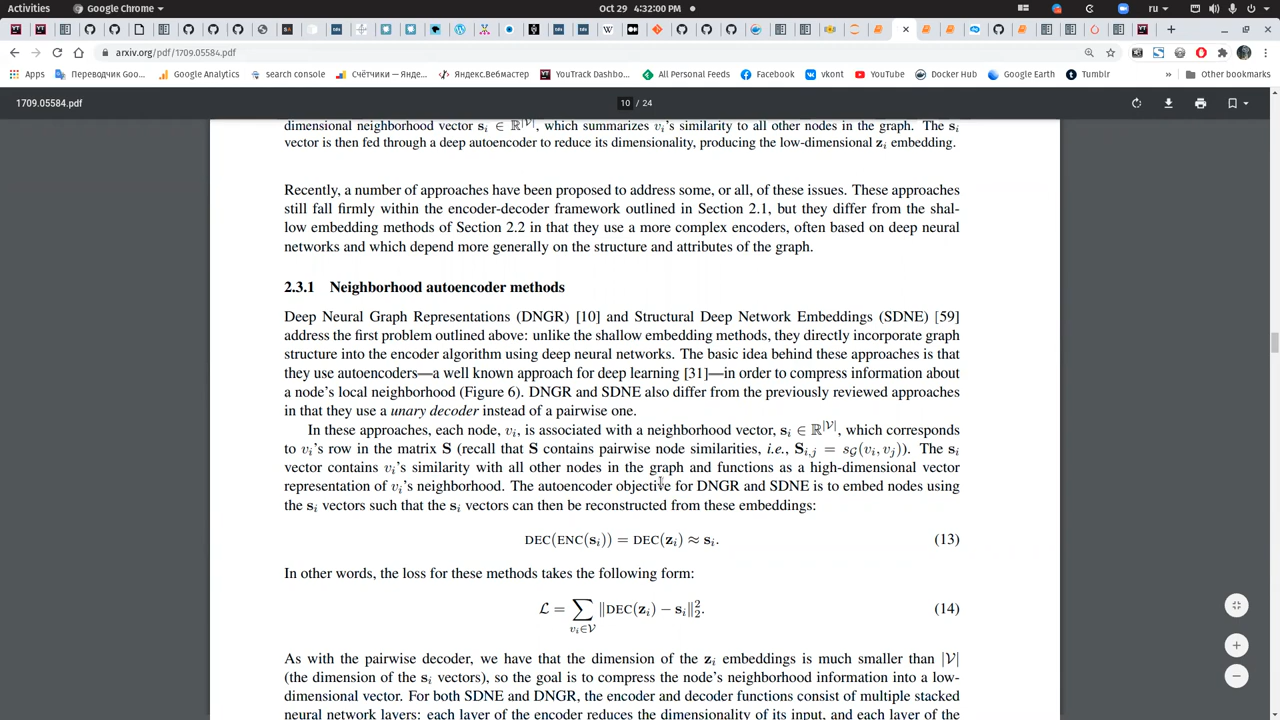 Activities Google Chrome Oct 29 4:32:00 PM ru
arxiv.org/pdf/1709.05584.pdf
Apps Переводчик Goo... Google Analytics search console Счётчики — Янде... Яндекс.Вебмастер YouTrack Dashbo... All Personal Feeds Facebook vkont YouTube Docker Hub Google Earth Tumblr » Other bookmarks
1709.05584.pdf 10 / 24
dimensional neighborhood vector sᵢ ∈ ℝ^|𝒱|, which summarizes vᵢ's similarity to all other nodes in the graph. The sᵢ
vector is then fed through a deep autoencoder to reduce its dimensionality, producing the low-dimensional zᵢ embedding.
Recently, a number of approaches have been proposed to address some, or all, of these issues. These approaches
still fall firmly within the encoder-decoder framework outlined in Section 2.1, but they differ from the shal-
low embedding methods of Section 2.2 in that they use a more complex encoders, often based on deep neural
networks and which depend more generally on the structure and attributes of the graph.
2.3.1 Neighborhood autoencoder methods
Deep Neural Graph Representations (DNGR) [10] and Structural Deep Network Embeddings (SDNE) [59]
address the first problem outlined above: unlike the shallow embedding methods, they directly incorporate graph
structure into the encoder algorithm using deep neural networks. The basic idea behind these approaches is that
they use autoencoders—a well known approach for deep learning [31]—in order to compress information about
a node's local neighborhood (Figure 6). DNGR and SDNE also differ from the previously reviewed approaches
in that they use a unary decoder instead of a pairwise one.
In these approaches, each node, vᵢ, is associated with a neighborhood vector, sᵢ ∈ ℝ^|𝒱|, which corresponds
to vᵢ's row in the matrix S (recall that S contains pairwise node similarities, i.e., Sᵢ,ⱼ = s_𝒢(vᵢ, vⱼ)). The sᵢ
vector contains vᵢ's similarity with all other nodes in the graph and functions as a high-dimensional vector
representation of vᵢ's neighborhood. The autoencoder objective for DNGR and SDNE is to embed nodes using
the sᵢ vectors such that the sᵢ vectors can then be reconstructed from these embeddings:
DEC(ENC(sᵢ)) = DEC(zᵢ) ≈ sᵢ. (13)
In other words, the loss for these methods takes the following form:
ℒ = ∑_{vᵢ∈𝒱} ‖DEC(zᵢ) − sᵢ‖₂². (14)
As with the pairwise decoder, we have that the dimension of the zᵢ embeddings is much smaller than |𝒱|
(the dimension of the sᵢ vectors), so the goal is to compress the node's neighborhood information into a low-
dimensional vector. For both SDNE and DNGR, the encoder and decoder functions consist of multiple stacked
neural network layers: each layer of the encoder reduces the dimensionality of its input, and each layer of the